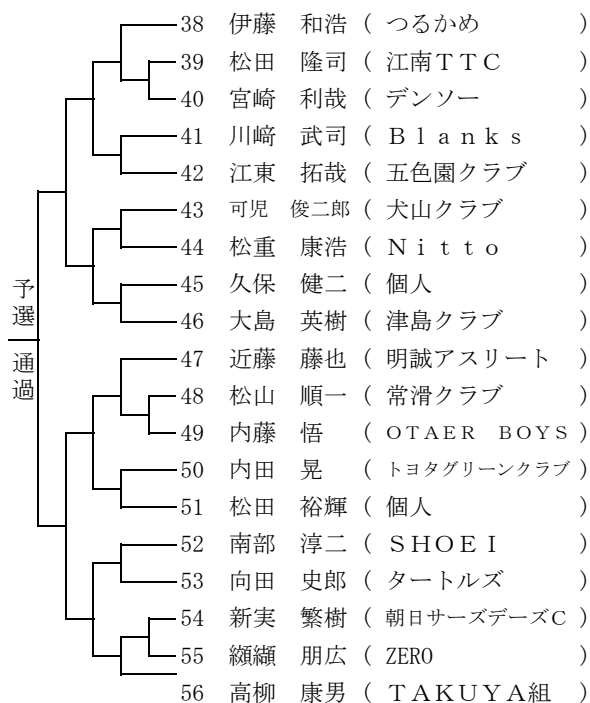 38 伊藤 和浩 ( つるかめ )
39 松田 隆司 ( 江南TTC )
40 宮崎 利哉 ( デンソー )
41 川﨑 武司 ( Blanks )
42 江東 拓哉 ( 五色園クラブ )
43 可児 俊二郎 ( 犬山クラブ )
44 松重 康浩 ( Nitto )
45 久保 健二 ( 個人 )
46 大島 英樹 ( 津島クラブ )
予選通過
47 近藤 藤也 ( 明誠アスリート )
48 松山 順一 ( 常滑クラブ )
49 内藤 悟 ( OTAER BOYS )
50 内田 晃 ( トヨタグリーンクラブ )
51 松田 裕輝 ( 個人 )
52 南部 淳二 ( SHOEI )
53 向田 史郎 ( タートルズ )
54 新実 繁樹 ( 朝日サーズデーズC )
55 纐纈 朋広 ( ZERO )
56 高柳 康男 ( TAKUYA組 )